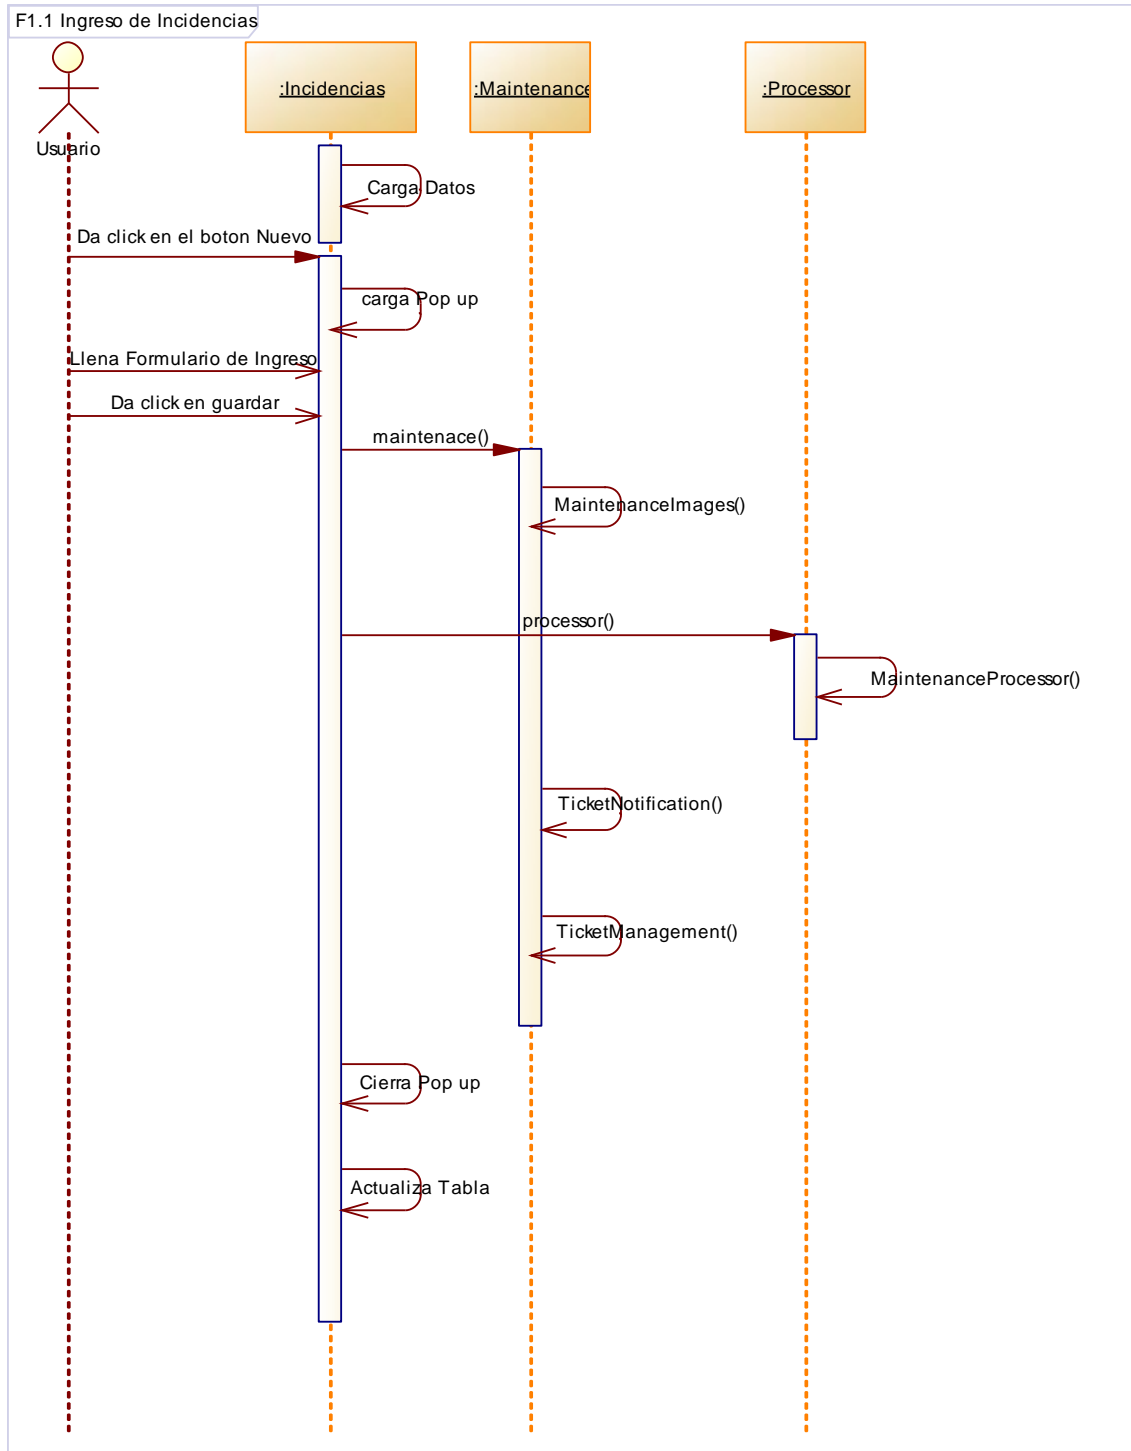 F1.1 Ingreso de Incidencias
:Incidencias
:Maintenance
:Processor
Usuario
Carga Datos
Da click en el boton Nuevo
carga Pop up
Llena Formulario de Ingreso
Da click en guardar
maintenace()
MaintenanceImages()
processor()
MaintenanceProcessor()
TicketNotification()
TicketManagement()
Cierra Pop up
Actualiza Tabla